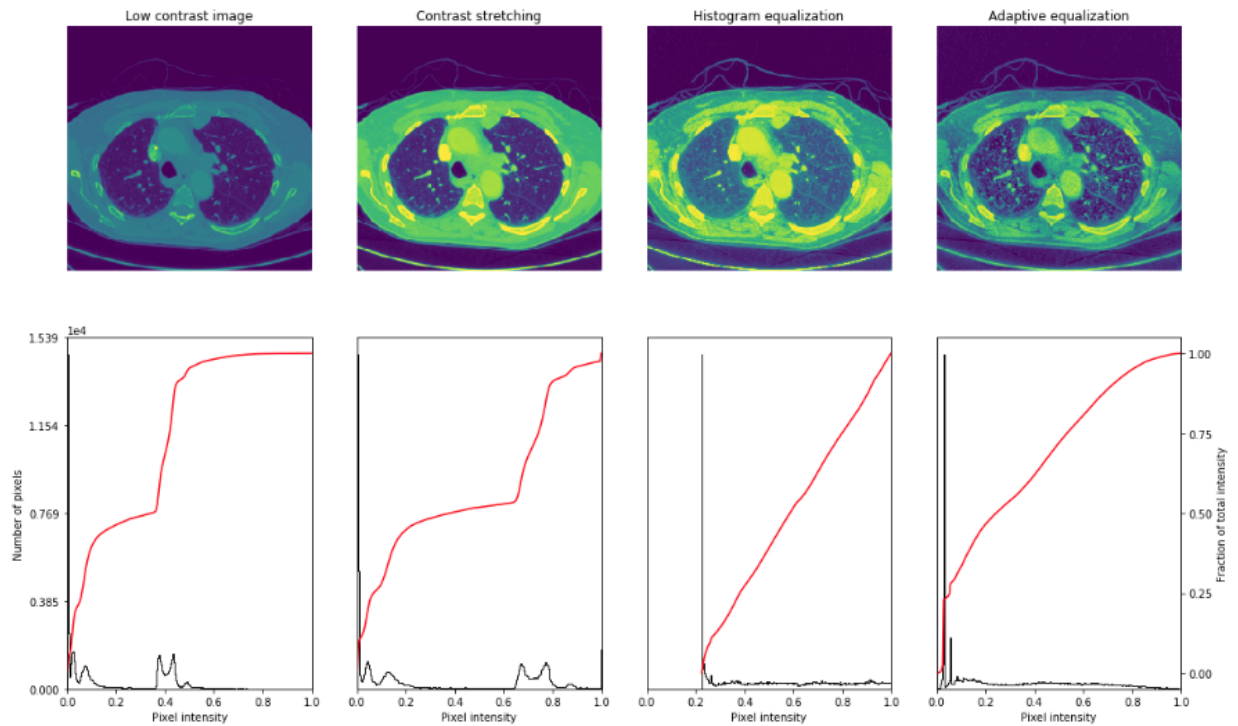 Low contrast image
Contrast stretching
Histogram equalization
Adaptive equalization
1e4
1.539
1.154
0.769
0.385
0.000
Number of pixels
0.0 0.2 0.4 0.6 0.8 1.0
Pixel intensity
0.0 0.2 0.4 0.6 0.8 1.0
Pixel intensity
0.0 0.2 0.4 0.6 0.8 1.0
Pixel intensity
1.00
0.75
0.50
0.25
0.00
Fraction of total intensity
0.0 0.2 0.4 0.6 0.8 1.0
Pixel intensity